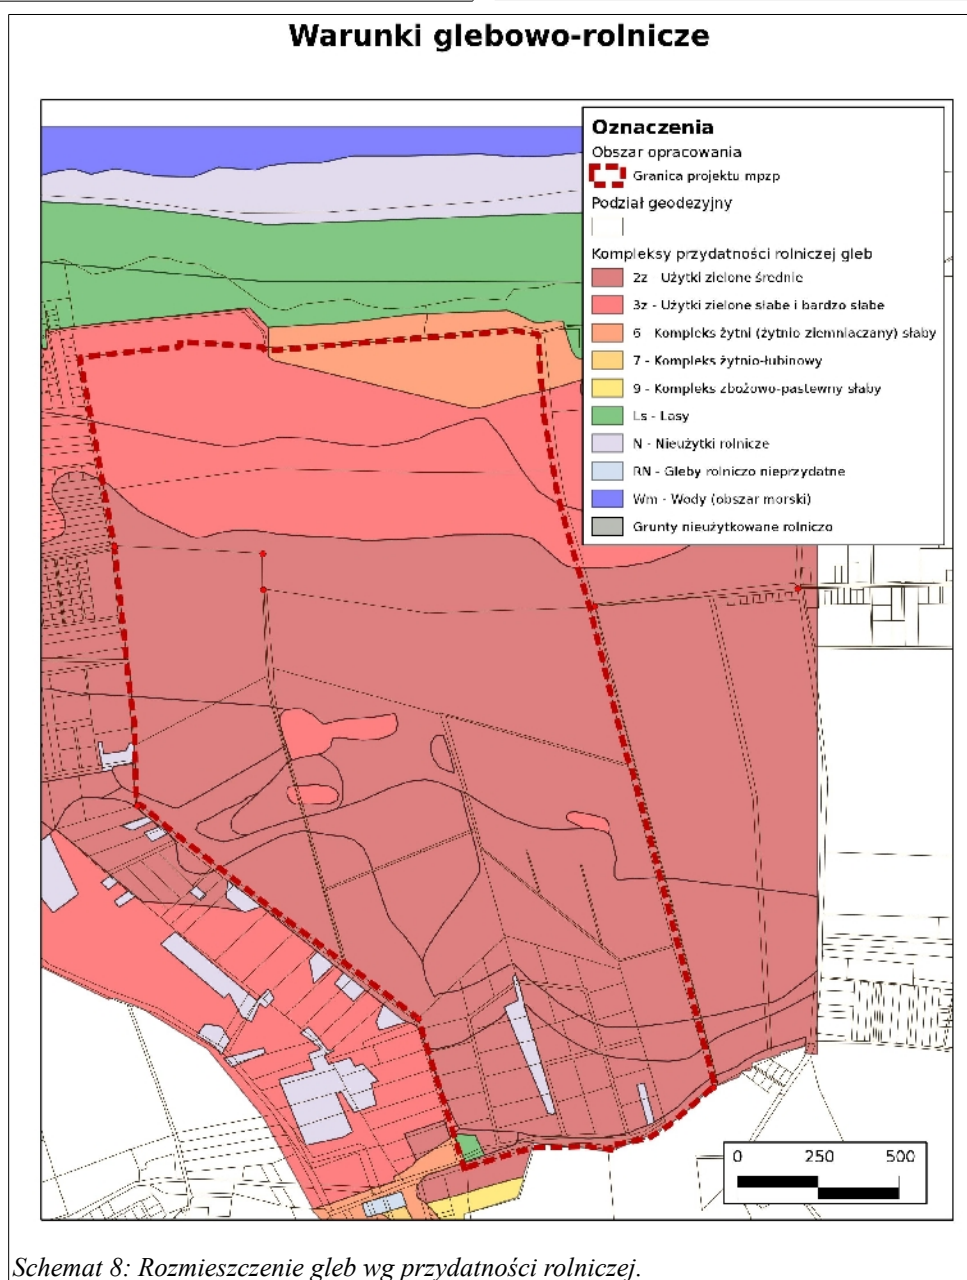 Warunki glebowo-rolnicze
Oznaczenia
Obszar opracowania
Granica projektu mpzp
Podział geodezyjny
Kompleksy przydatności rolniczej gleb
2z - Użytki zielone średnie
3z - Użytki zielone słabe i bardzo słabe
6 - Kompleks żytni (żytnio ziemniaczany) słaby
7 - Kompleks żytnio-łubinowy
9 - Kompleks zbożowo-pastewny słaby
Ls - Lasy
N - Nieużytki rolnicze
RN - Gleby rolniczo nieprzydatne
Wm - Wody (obszar morski)
Grunty nieużytkowane rolniczo
0 250 500
Schemat 8: Rozmieszczenie gleb wg przydatności rolniczej.